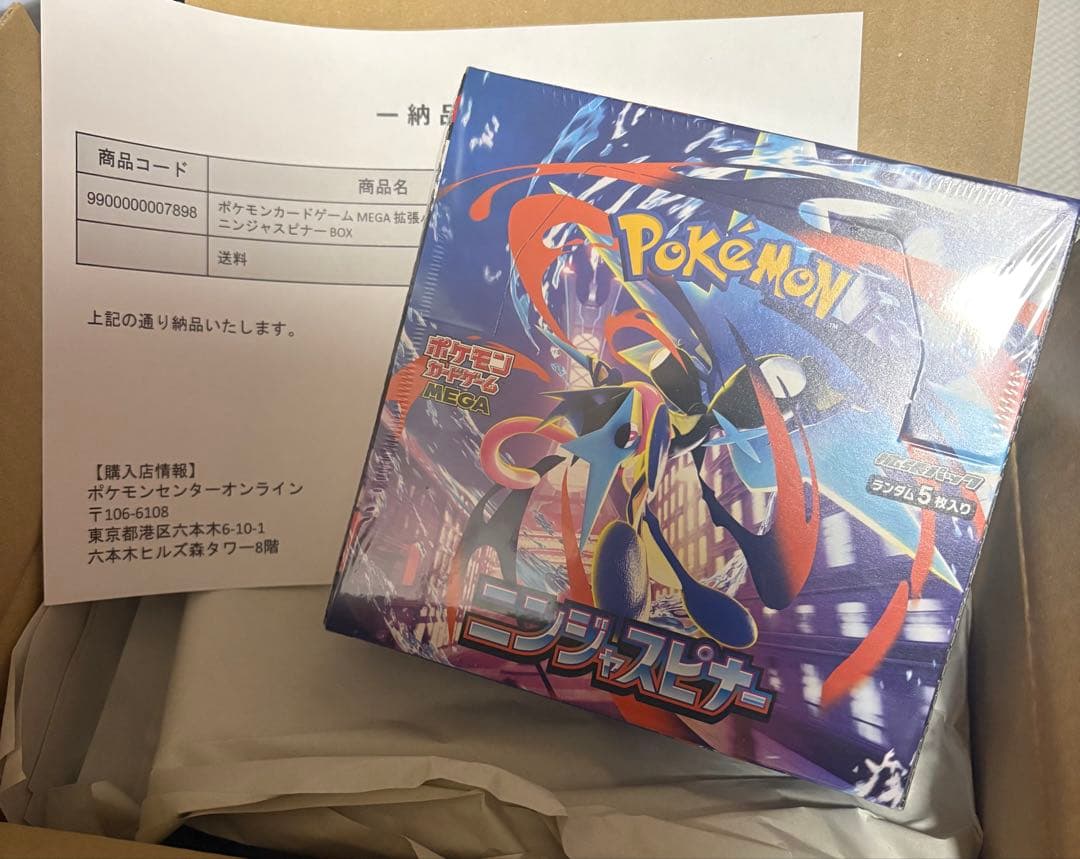 一納品
商品コード
商品名
9900000007898
ポケモンカードゲーム MEGA 拡張
ニンジャスピナー BOX
送料
上記の通り納品いたします。
【購入店情報】
ポケモンセンターオンライン
〒106-6108
東京都港区六本木6-10-1
六本木ヒルズ森タワー8階
POKéMON
TM
ポケモン
カードゲーム
MEGA
拡張パック
ランダム5枚入り
ニンジャスピナー